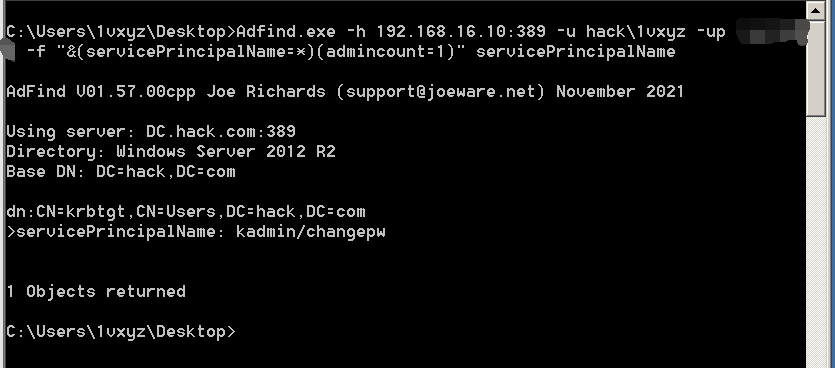 C:\Users\1vxyz\Desktop>Adfind.exe -h 192.168.16.10:389 -u hack\1vxyz -up
-f "&(servicePrincipalName=*)(admincount=1)" servicePrincipalName
AdFind V01.57.00cpp Joe Richards (support@joeware.net) November 2021
Using server: DC.hack.com:389
Directory: Windows Server 2012 R2
Base DN: DC=hack,DC=com
dn:CN=krbtgt,CN=Users,DC=hack,DC=com
>servicePrincipalName: kadmin/changepw
1 Objects returned
C:\Users\1vxyz\Desktop>